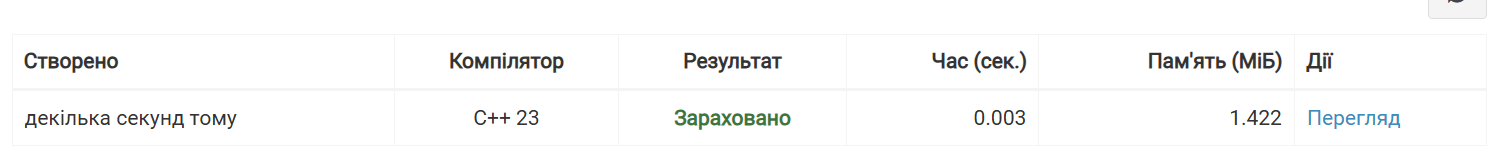 Створено Компілятор Результат Час (сек.) Пам'ять (МіБ) Дії
декілька секунд тому C++ 23 Зараховано 0.003 1.422 Перегляд